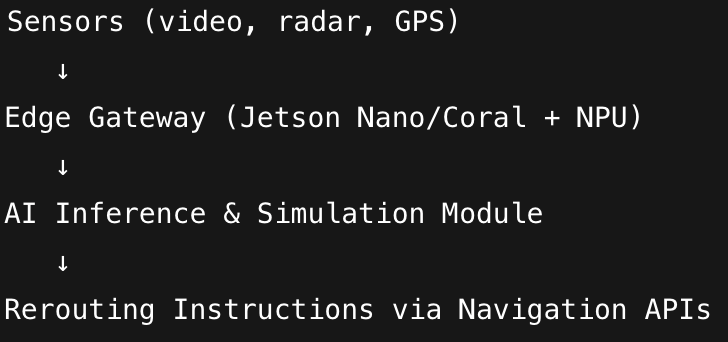 Sensors (video, radar, GPS)
↓
Edge Gateway (Jetson Nano/Coral + NPU)
↓
AI Inference & Simulation Module
↓
Rerouting Instructions via Navigation APIs